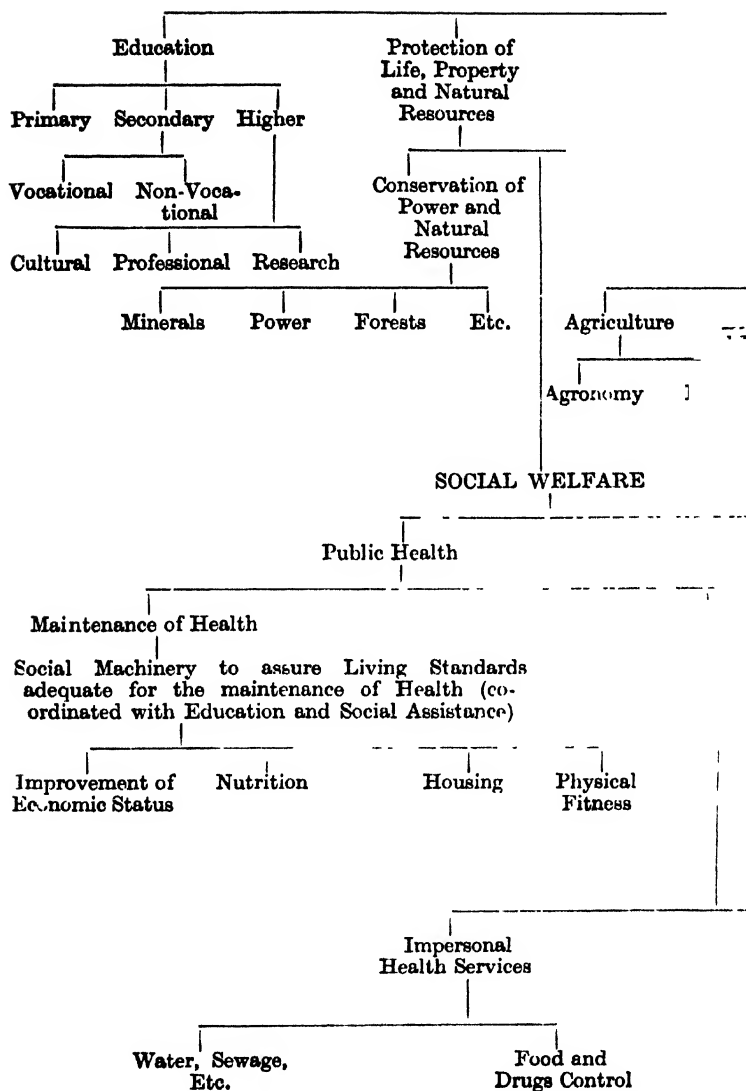 Education
Protection of
Life, Property
and Natural
Resources
Primary Secondary Higher
Vocational Non-Voca-
tional
Conservation of
Power and
Natural
Resources
Cultural Professional Research
Minerals Power Forests Etc.
Agriculture
Agronomy
SOCIAL WELFARE
Public Health
Maintenance of Health
Social Machinery to assure Living Standards
adequate for the maintenance of Health (co-
ordinated with Education and Social Assistance)
Improvement of
Economic Status
Nutrition
Housing
Physical
Fitness
Impersonal
Health Services
Water, Sewage,
Etc.
Food and
Drugs Control